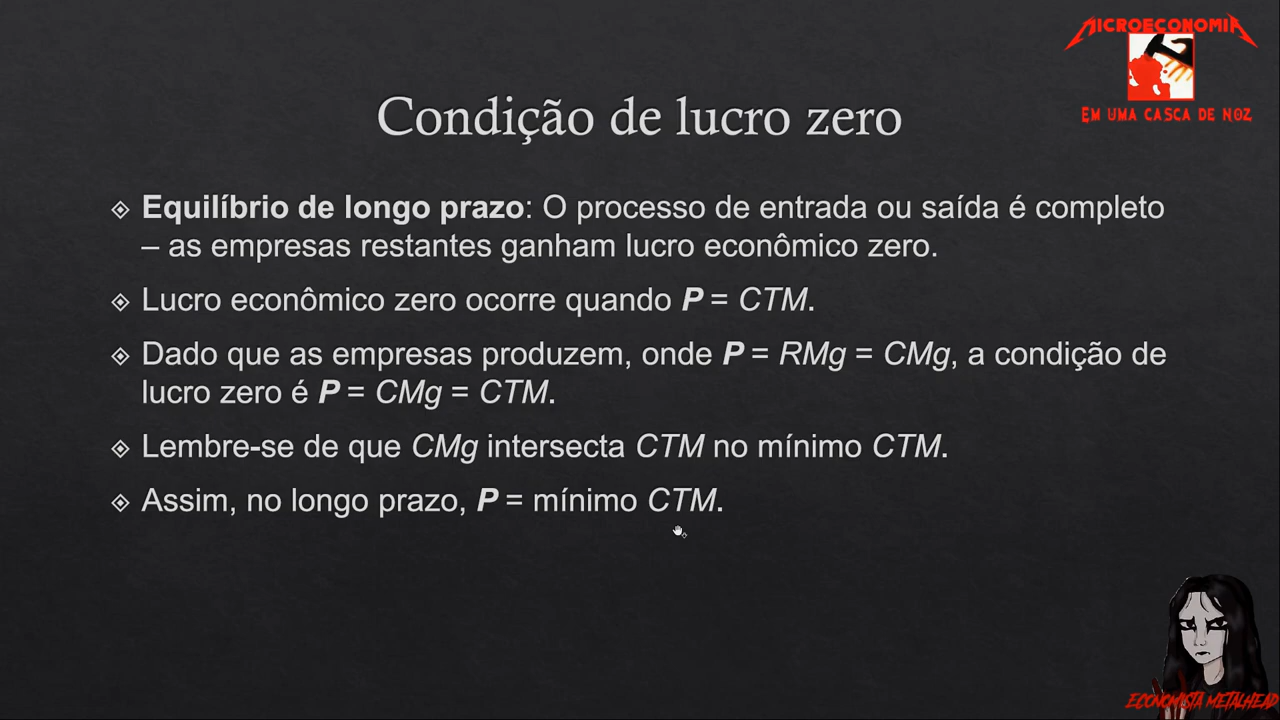 MICROECONOMIA
EM UMA CASCA DE NOZ
Condição de lucro zero
Equilíbrio de longo prazo: O processo de entrada ou saída é completo
– as empresas restantes ganham lucro econômico zero.
Lucro econômico zero ocorre quando P = CTM.
Dado que as empresas produzem, onde P = RMg = CMg, a condição de
lucro zero é P = CMg = CTM.
Lembre-se de que CMg intersecta CTM no mínimo CTM.
Assim, no longo prazo, P = mínimo CTM.
ECONOMISTA METALHEAD